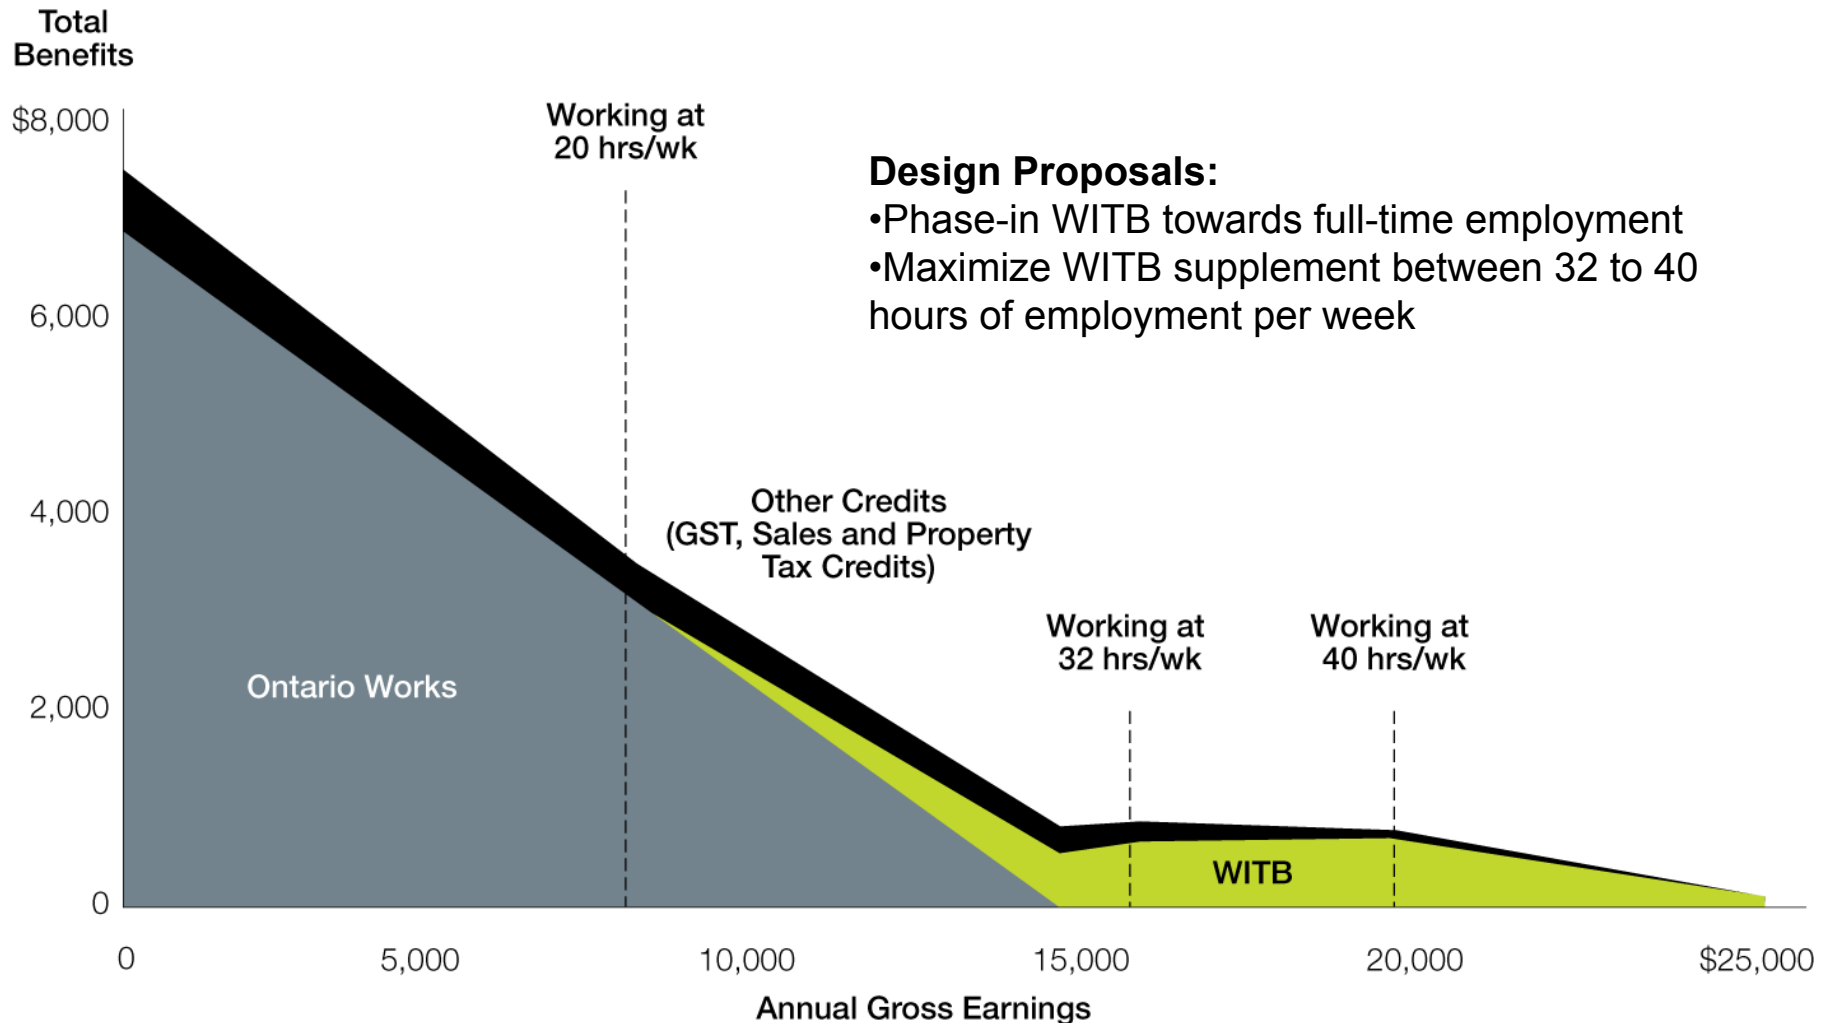 Total
Benefits
$8,000
6,000
4,000
2,000
0
Working at
20 hrs/wk
Design Proposals:
•Phase-in WITB towards full-time employment
•Maximize WITB supplement between 32 to 40
hours of employment per week
Other Credits
(GST, Sales and Property
Tax Credits)
Working at
32 hrs/wk
Working at
40 hrs/wk
Ontario Works
WITB
0
5,000
10,000
15,000
20,000
$25,000
Annual Gross Earnings